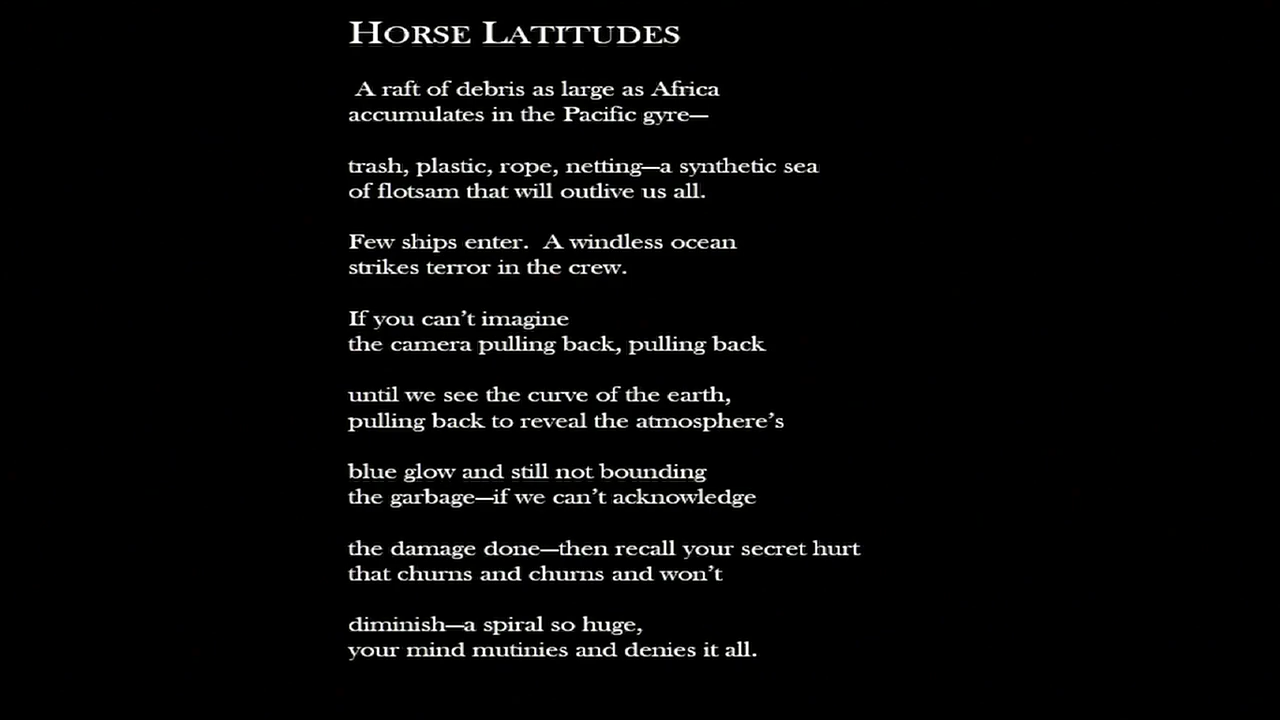 HORSE LATITUDES
A raft of debris as large as Africa
accumulates in the Pacific gyre—
trash, plastic, rope, netting—a synthetic sea
of flotsam that will outlive us all.
Few ships enter.  A windless ocean
strikes terror in the crew.
If you can’t imagine
the camera pulling back, pulling back
until we see the curve of the earth,
pulling back to reveal the atmosphere’s
blue glow and still not bounding
the garbage—if we can’t acknowledge
the damage done—then recall your secret hurt
that churns and churns and won’t
diminish—a spiral so huge,
your mind mutinies and denies it all.